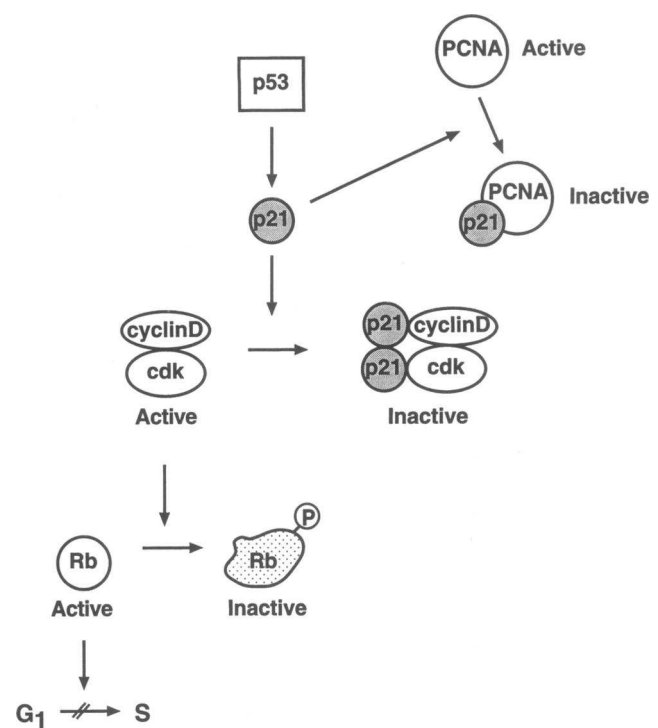 PCNA Active
p53
PCNA Inactive
p21
p21
p21 cyclinD
cyclinD
p21 cdk
cdk
Active
Inactive
P
Rb
Rb
Active
Inactive
G1 S